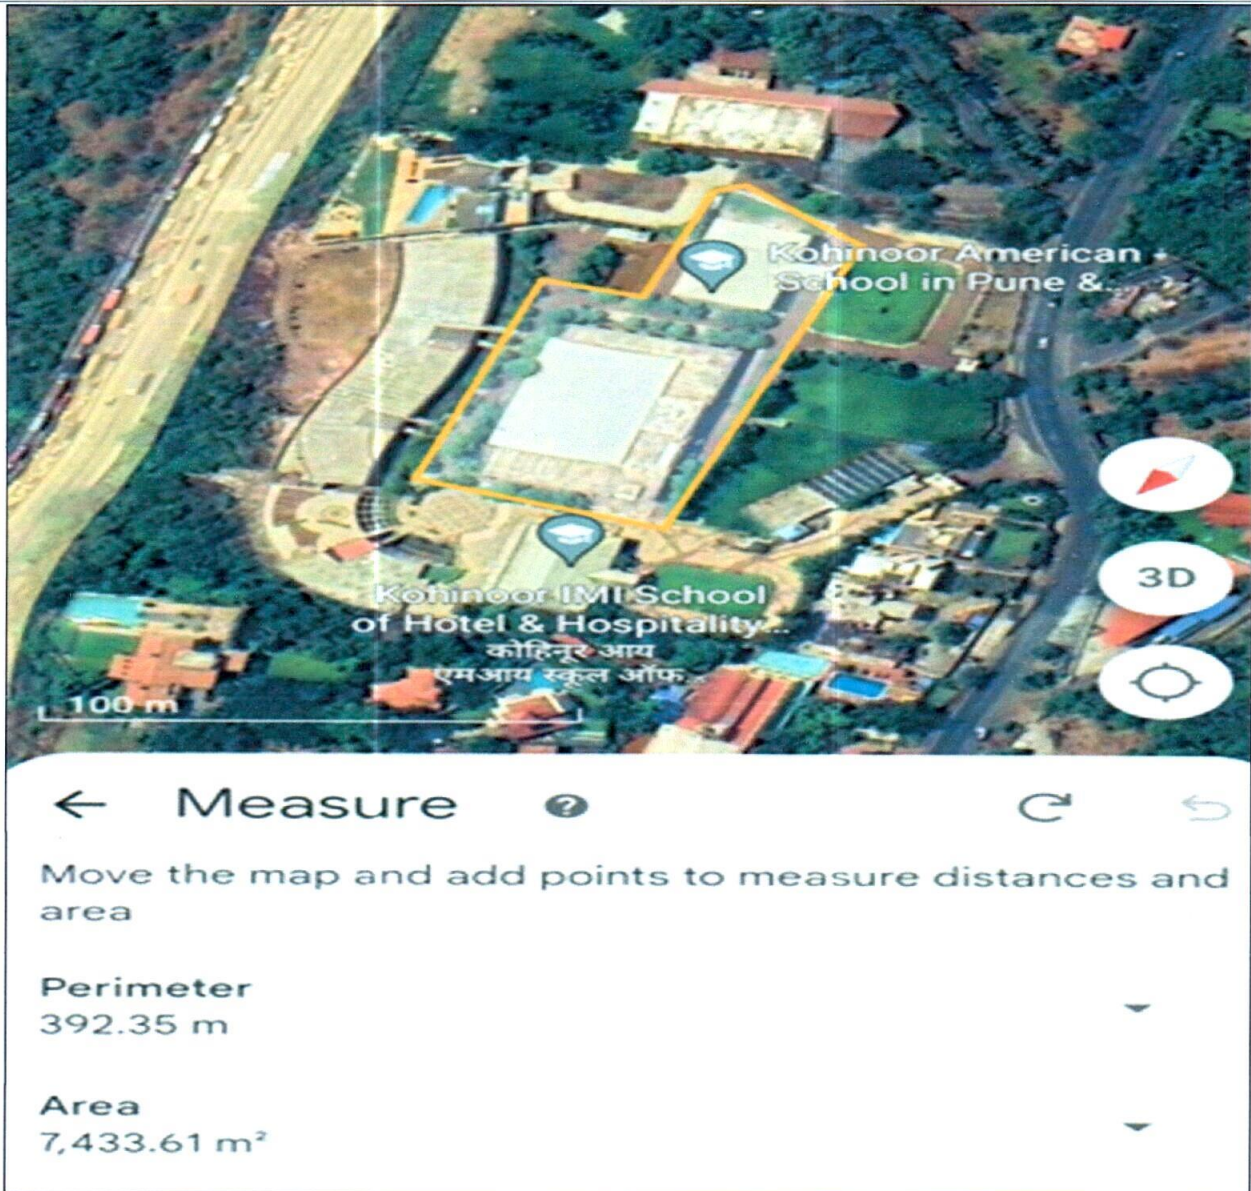 Kohinoor American
School in Pune &...
Kohinoor IMI School
of Hotel & Hospitality...
कोहिनूर आय
एमआय स्कूल ऑफ...
3D
100 m
Measure
Move the map and add points to measure distances and
area
Perimeter
392.35 m
Area
7,433.61 m²